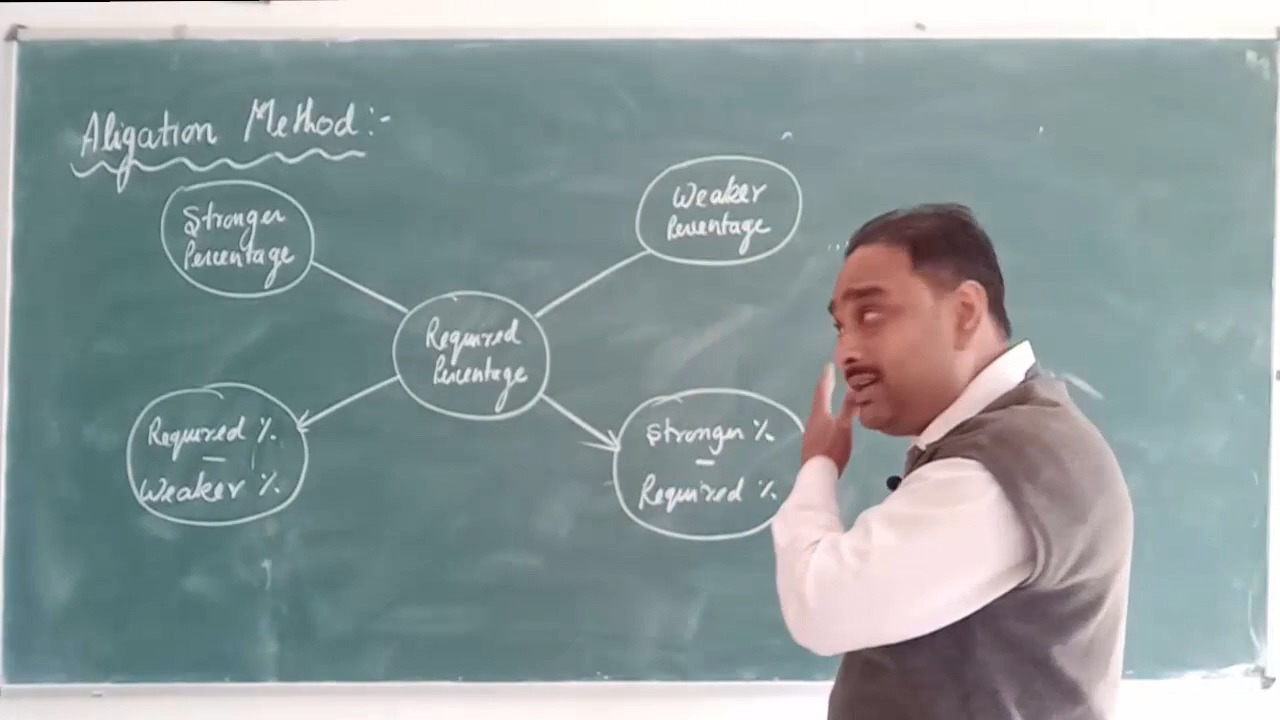 Aligation Method:-
Stronger
Percentage
Weaker
Percentage
Required
Percentage
Required %
-
Weaker %
Stronger %
-
Required %